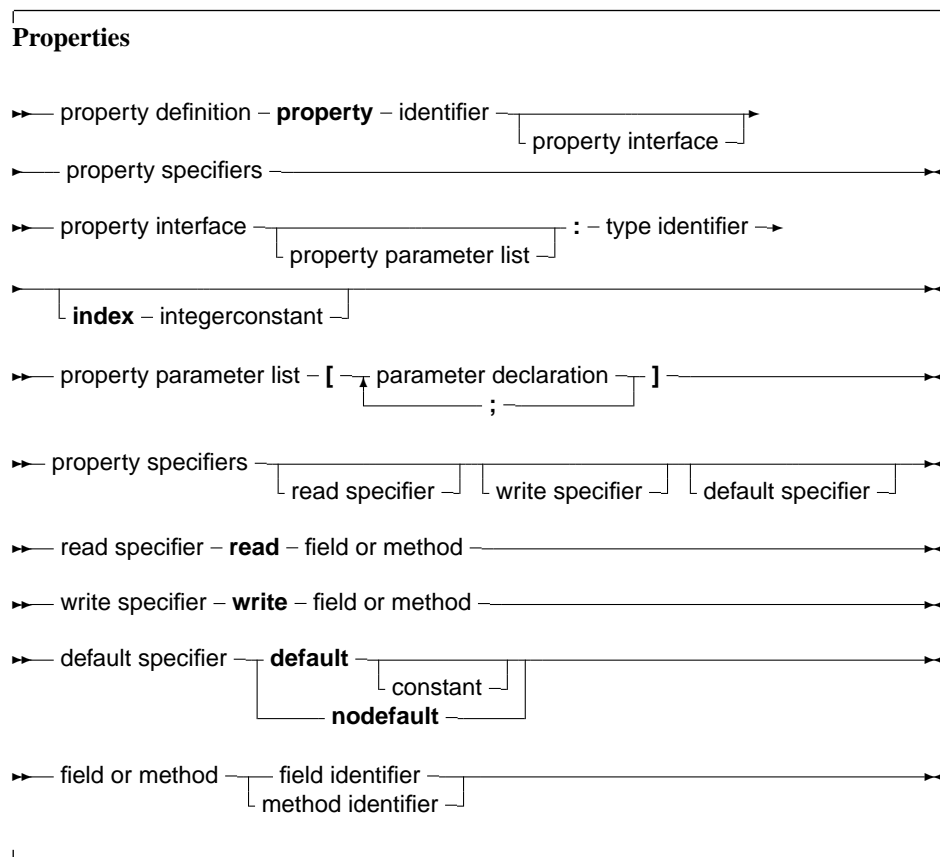 Properties
property definition – property – identifier
property interface
property specifiers
property interface : – type identifier
property parameter list
index – integerconstant
property parameter list – [ parameter declaration ]
;
property specifiers
read specifier write specifier default specifier
read specifier – read – field or method
write specifier – write – field or method
default specifier default
constant
nodefault
field or method field identifier
method identifier